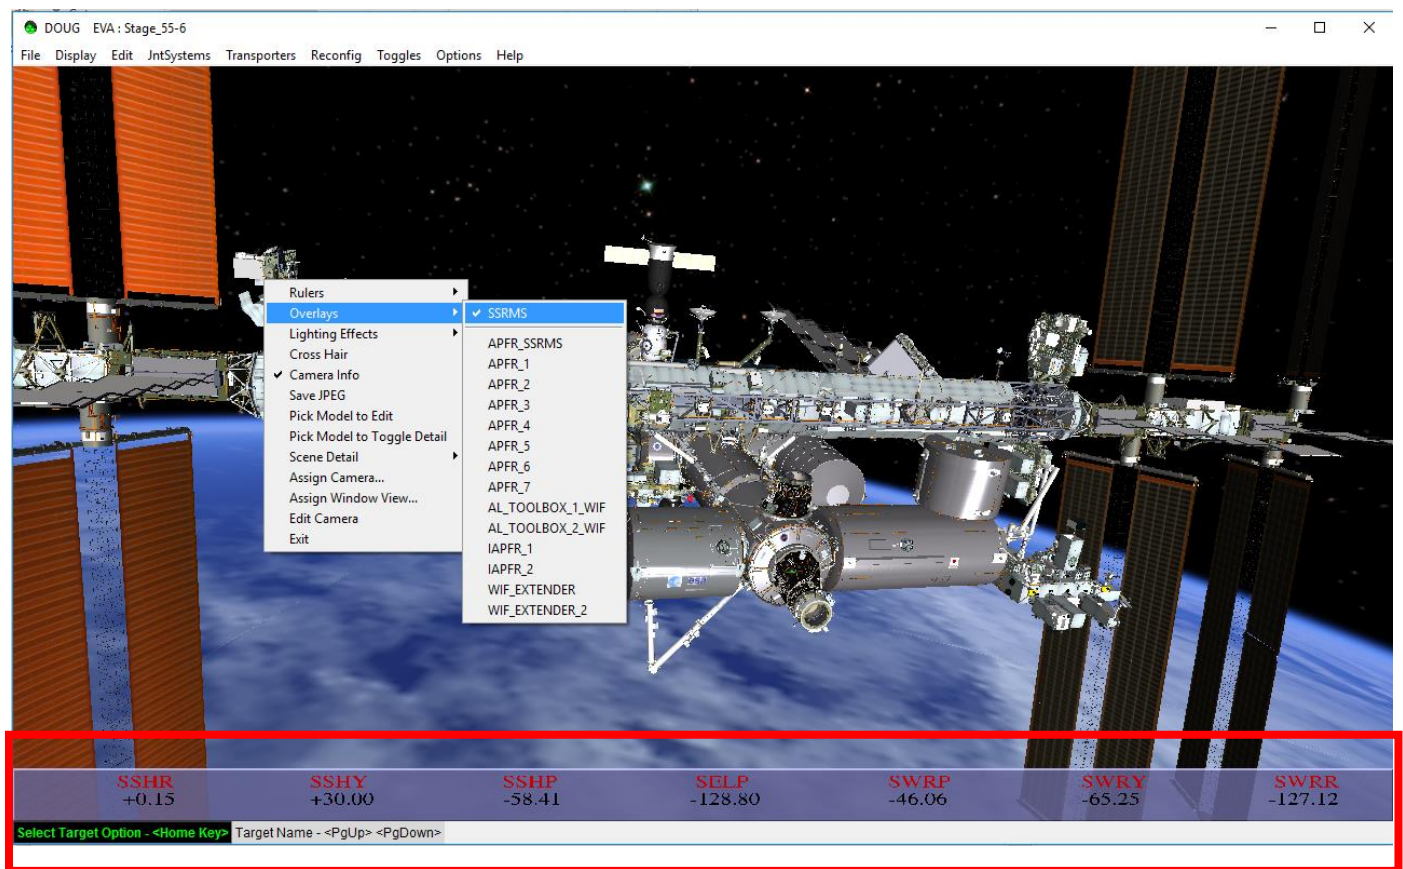 DOUG EVA : Stage_55-6
File Display Edit JntSystems Transporters Reconfig Toggles Options Help
Rulers
Overlays
Lighting Effects
Cross Hair
Camera Info
Save JPEG
Pick Model to Edit
Pick Model to Toggle Detail
Scene Detail
Assign Camera...
Assign Window View...
Edit Camera
Exit
SSRMS
APFR_SSRMS
APFR_1
APFR_2
APFR_3
APFR_4
APFR_5
APFR_6
APFR_7
AL_TOOLBOX_1_WIF
AL_TOOLBOX_2_WIF
IAPFR_1
IAPFR_2
WIF_EXTENDER
WIF_EXTENDER_2
SSHR SSHY SSHP SELP SWRP SWRY SWRR
+0.15 +30.00 -58.41 -128.80 -46.06 -65.25 -127.12
Select Target Option - <Home Key> Target Name - <PgUp> <PgDown>